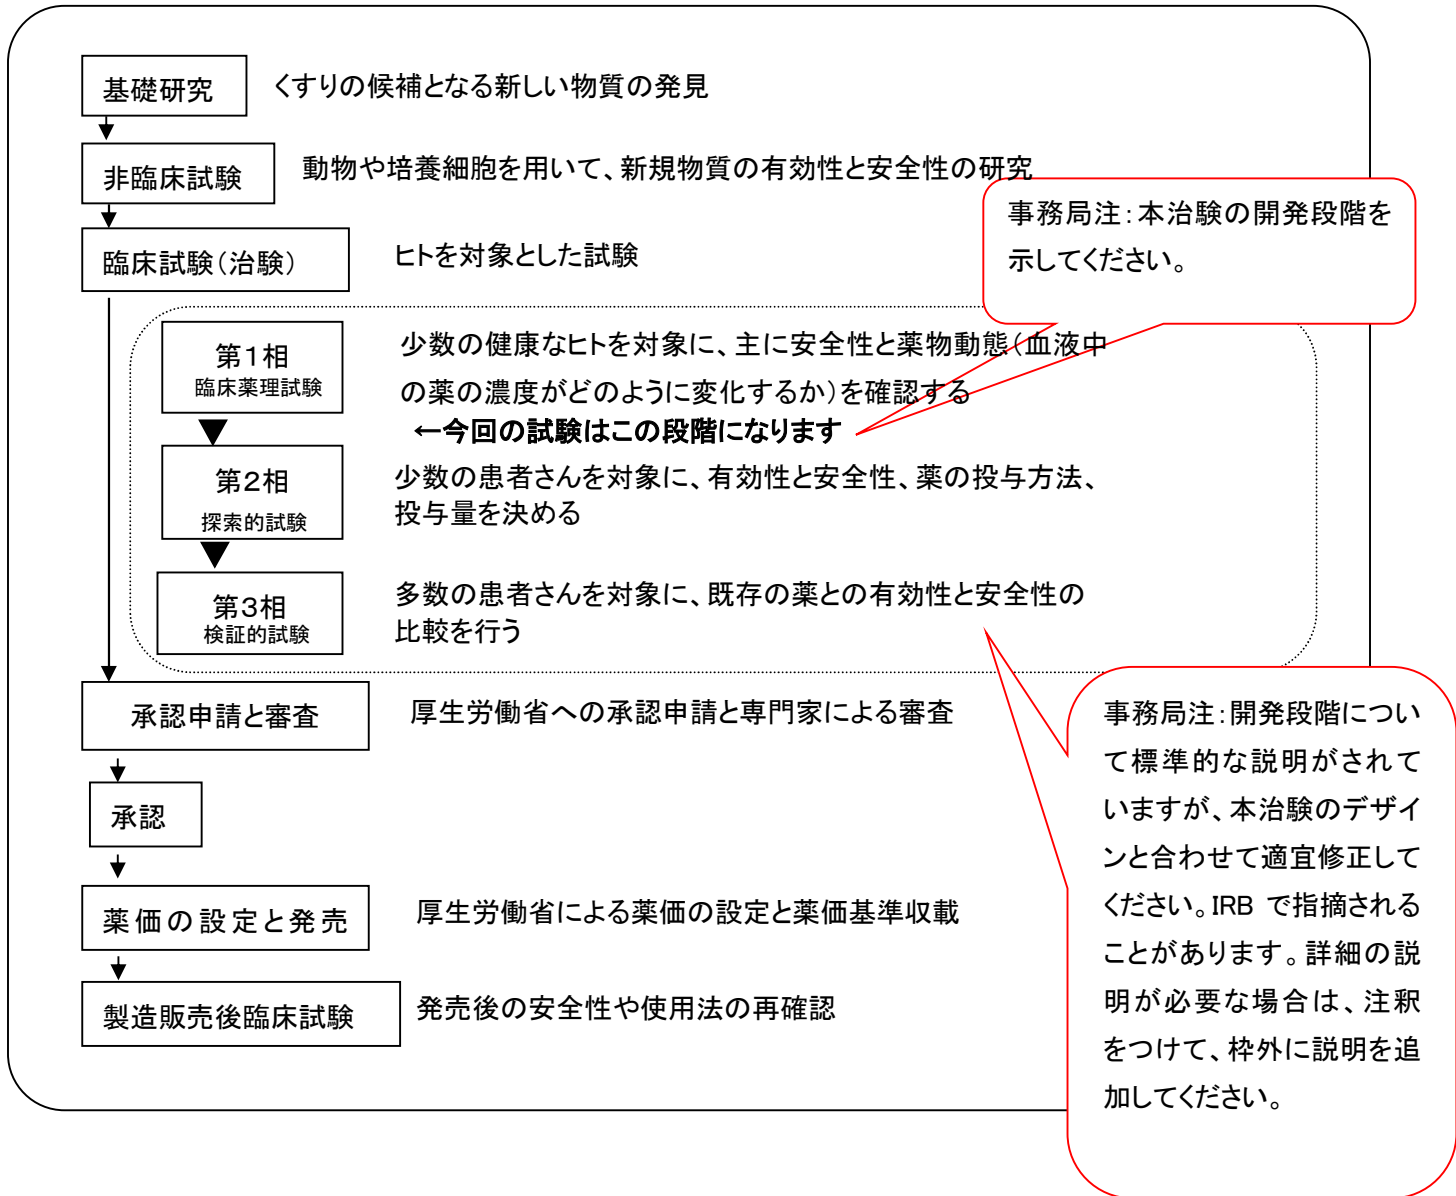 基礎研究
くすりの候補となる新しい物質の発見
非臨床試験
動物や培養細胞を用いて、新規物質の有効性と安全性の研究
事務局注：本治験の開発段階を
示してください。
臨床試験（治験）
ヒトを対象とした試験
第１相
臨床薬理試験
少数の健康なヒトを対象に、主に安全性と薬物動態（血液中
の薬の濃度がどのように変化するか）を確認する
←今回の試験はこの段階になります
第２相
探索的試験
少数の患者さんを対象に、有効性と安全性、薬の投与方法、
投与量を決める
第３相
検証的試験
多数の患者さんを対象に、既存の薬との有効性と安全性の
比較を行う
承認申請と審査
厚生労働省への承認申請と専門家による審査
承認
薬価の設定と発売
厚生労働省による薬価の設定と薬価基準収載
製造販売後臨床試験
発売後の安全性や使用法の再確認
事務局注：開発段階につい
て標準的な説明がされて
いますが、本治験のデザイ
ンと合わせて適宜修正して
ください。IRB で指摘される
ことがあります。詳細の説
明が必要な場合は、注釈
をつけて、枠外に説明を追
加してください。